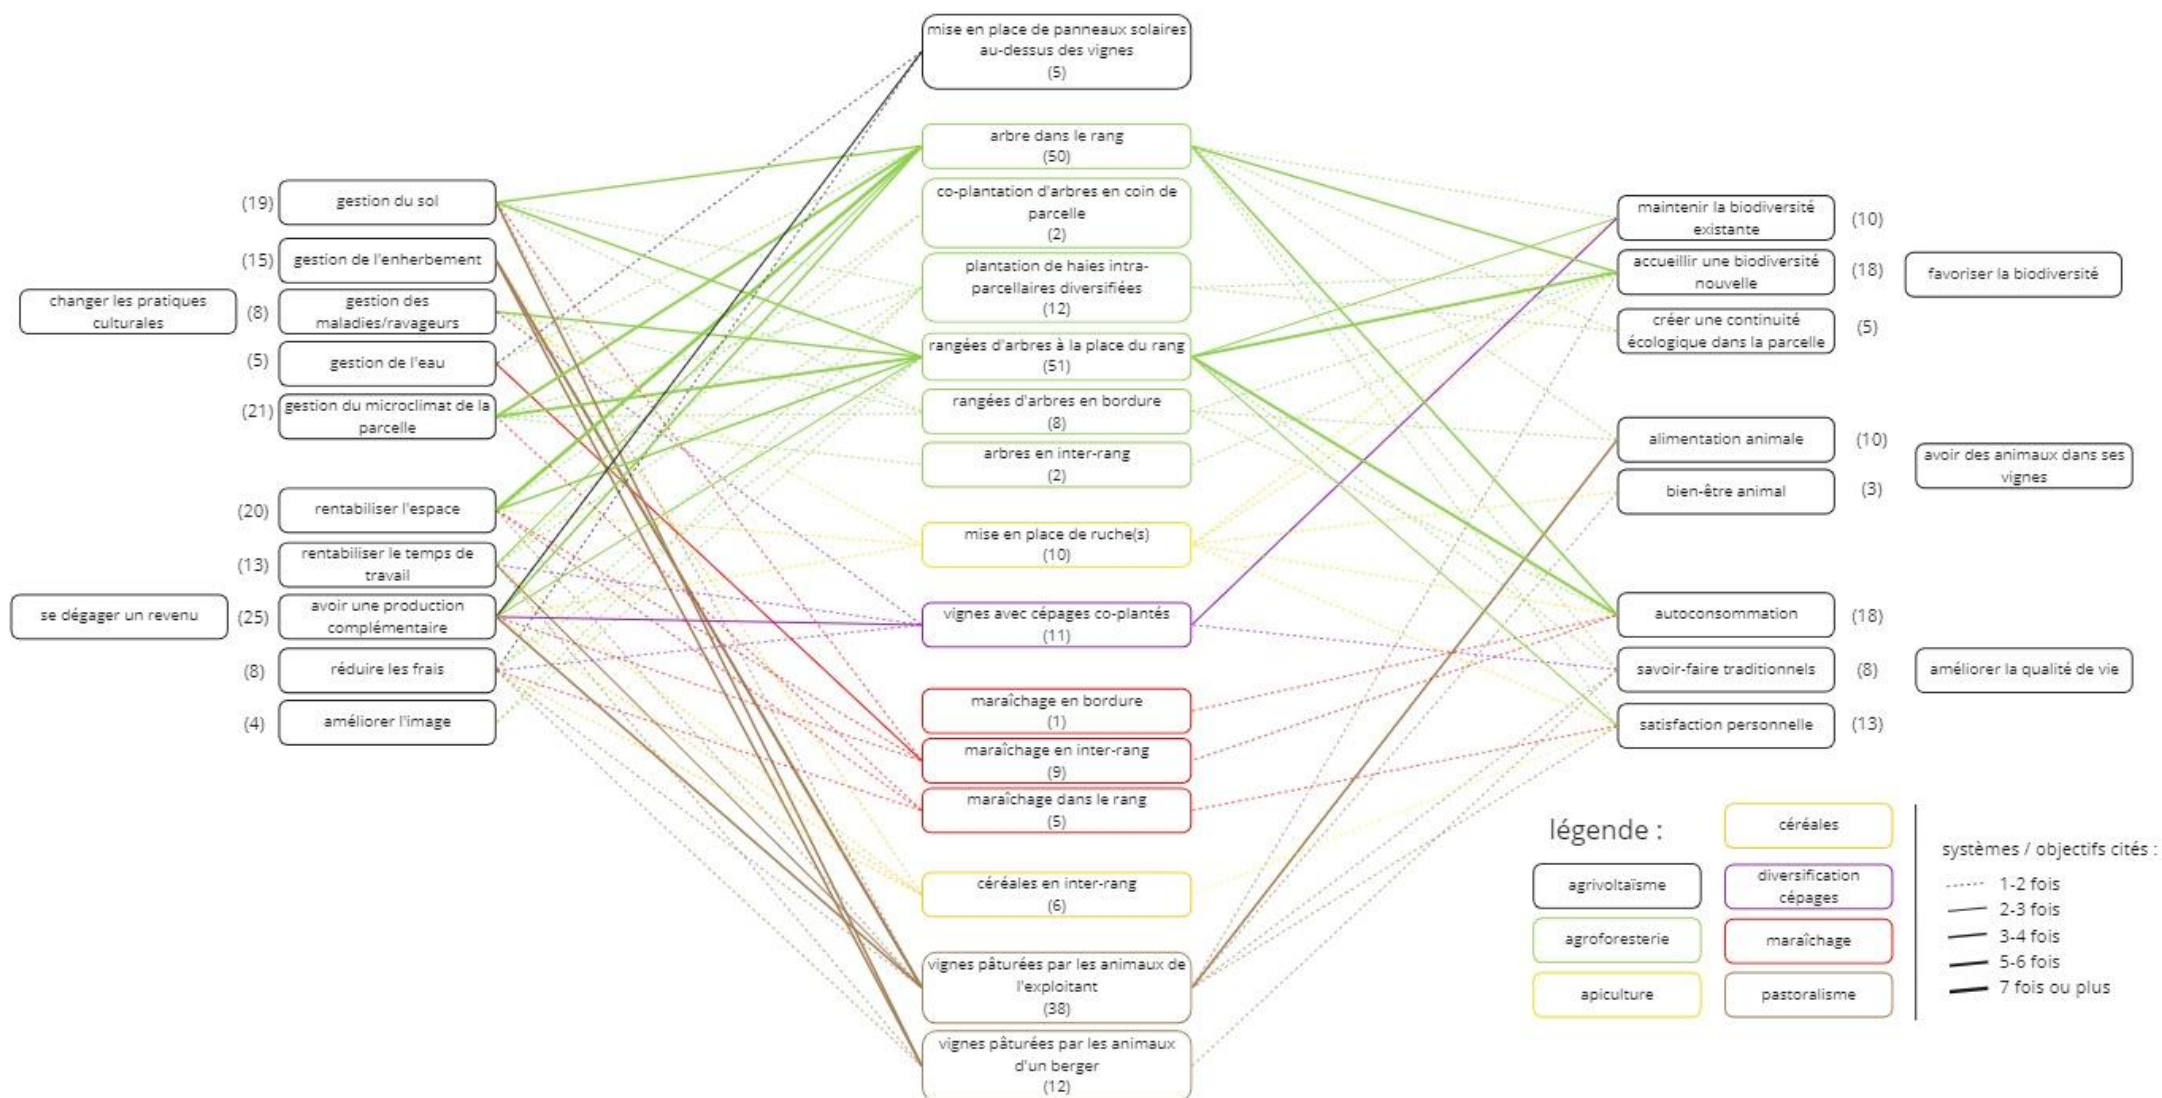 changer les pratiques
culturales
(19)
gestion du sol
(15)
gestion de l'enherbement
(8)
gestion des
maladies/ravageurs
(5)
gestion de l'eau
(21)
gestion du microclimat de la
parcelle
se dégager un revenu
(20)
rentabiliser l'espace
(13)
rentabiliser le temps de
travail
(25)
avoir une production
complémentaire
(8)
réduire les frais
(4)
améliorer l'image
mise en place de panneaux solaires
au-dessus des vignes
(5)
arbre dans le rang
(50)
co-plantation d'arbres en coin de
parcelle
(2)
plantation de haies intra-
parcellaires diversifiées
(12)
rangées d'arbres à la place du rang
(51)
rangées d'arbres en bordure
(8)
arbres en inter-rang
(2)
mise en place de ruche(s)
(10)
vignes avec cépages co-plantés
(11)
maraîchage en bordure
(1)
maraîchage en inter-rang
(9)
maraîchage dans le rang
(5)
céréales en inter-rang
(6)
vignes pâturées par les animaux de
l'exploitant
(38)
vignes pâturées par les animaux
d'un berger
(12)
maintenir la biodiversité
existante
(10)
accueillir une biodiversité
nouvelle
(18)
créer une continuité
écologique dans la parcelle
(5)
favoriser la biodiversité
alimentation animale
(10)
bien-être animal
(3)
avoir des animaux dans ses
vignes
autoconsommation
(18)
savoir-faire traditionnels
(8)
satisfaction personnelle
(13)
améliorer la qualité de vie
légende :
agrivoltaïsme
agroforesterie
apiculture
céréales
diversification
cépages
maraîchage
pastoralisme
systèmes / objectifs cités :
1-2 fois
2-3 fois
3-4 fois
5-6 fois
7 fois ou plus